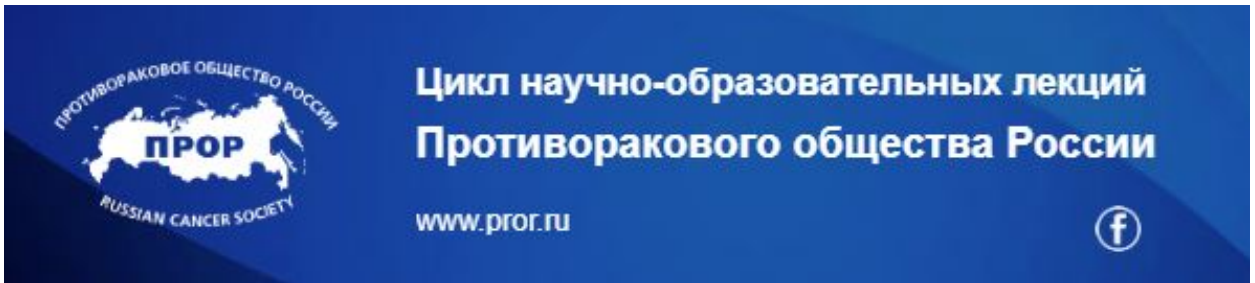 ПРОТИВОРАКОВОЕ ОБЩЕСТВО РОССИИ
ПРОР
RUSSIAN CANCER SOCIETY
Цикл научно-образовательных лекций
Противоракового общества России
www.pror.ru
f